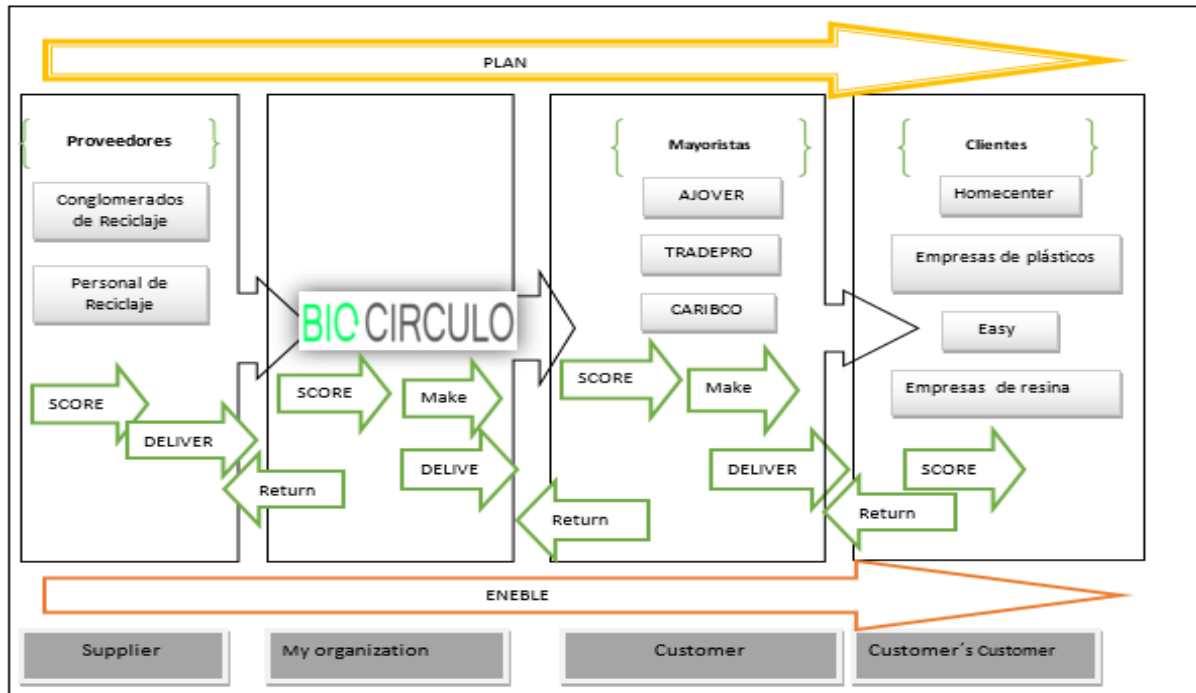 PLAN
Proveedores
Conglomerados
de Reciclaje
Personal de
Reciclaje
SCORE
DELIVER
Return
BIO CIRCULO
SCORE
Make
DELIVE
Return
Mayoristas
AJOVER
TRADEPRO
CARIBCO
SCORE
Make
DELIVER
Return
Clientes
Homecenter
Empresas de plásticos
Easy
Empresas de resina
SCORE
ENEBLE
Supplier
My organization
Customer
Customer´s Customer